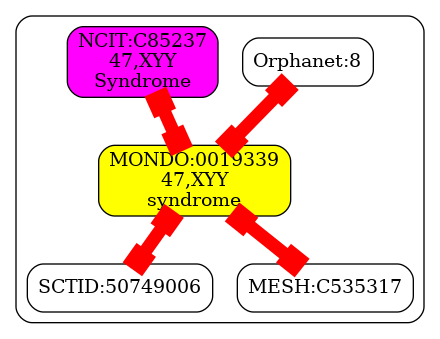 NCIT:C85237
47,XYY
Syndrome
Orphanet:8
MONDO:0019339
47,XYY
syndrome
SCTID:50749006
MESH:C535317